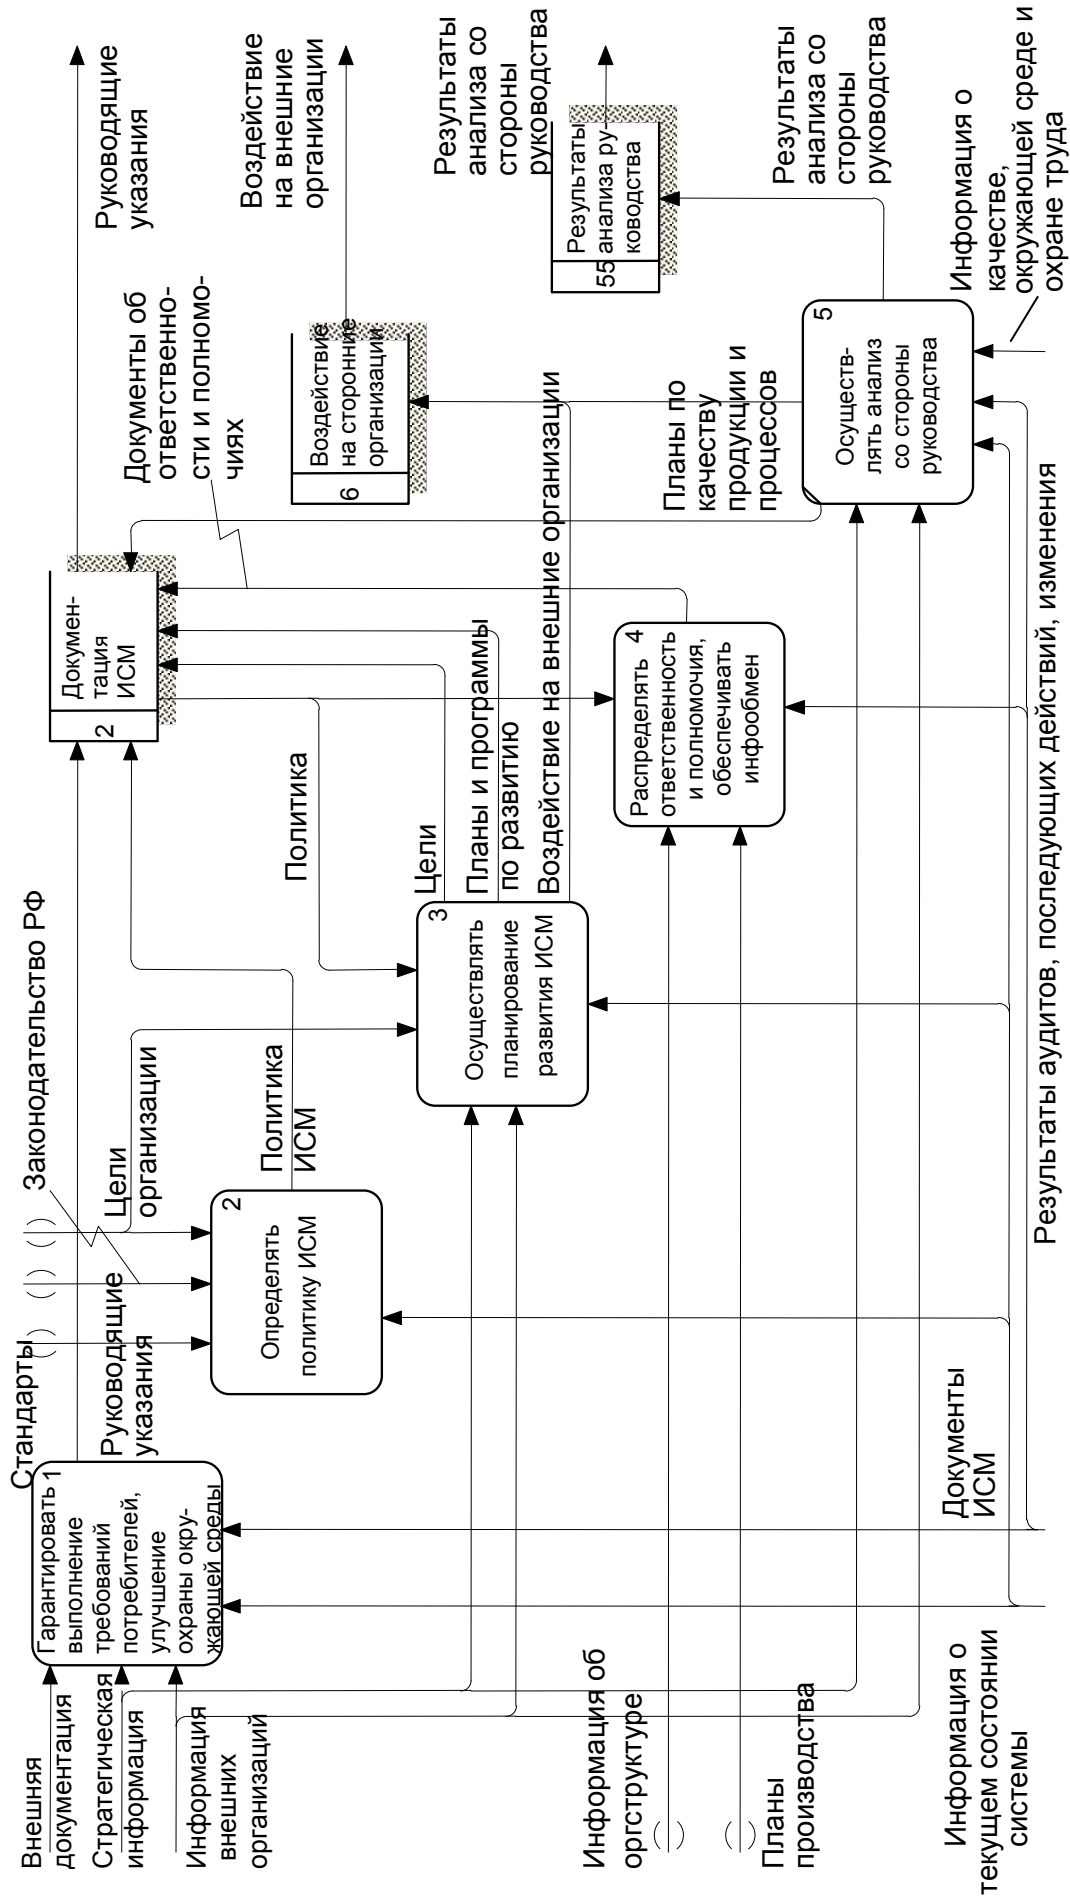 Стандарты
Законодательство РФ
Цели
организации
Руководящие
указания
Руководящие
указания
Внешняя
документация
Стратегическая
информация
Информация
внешних
организаций
Гарантировать
выполнение
требований
потребителей,
улучшение
охраны окру-
жающей среды
1
Определять
политику ИСМ
2
Политика
ИСМ
Политика
Докумен-
тация
ИСМ
2
Документы об
ответственно-
сти и полномо-
чиях
Осуществлять
планирование
развития ИСМ
3
Цели
Планы и программы
по развитию
Воздействие на внешние организации
Воздействие
на сторонние
организации
6
Воздействие
на внешние
организации
Распределять
ответственность
и полномочия,
обеспечивать
инфообмен
4
Планы по
качеству
продукции и
процессов
Результаты
анализа ру
ководства
55
Результаты
анализа со
стороны
руководства
Осуществ-
лять анализ
со стороны
руководства
5
Результаты
анализа со
стороны
руководства
Информация о
качестве,
окружающей среде и
охране труда
Информация об
оргструктуре
Планы
производства
Документы
ИСМ
Информация о
текущем состоянии
системы
Результаты аудитов, последующих действий, изменения